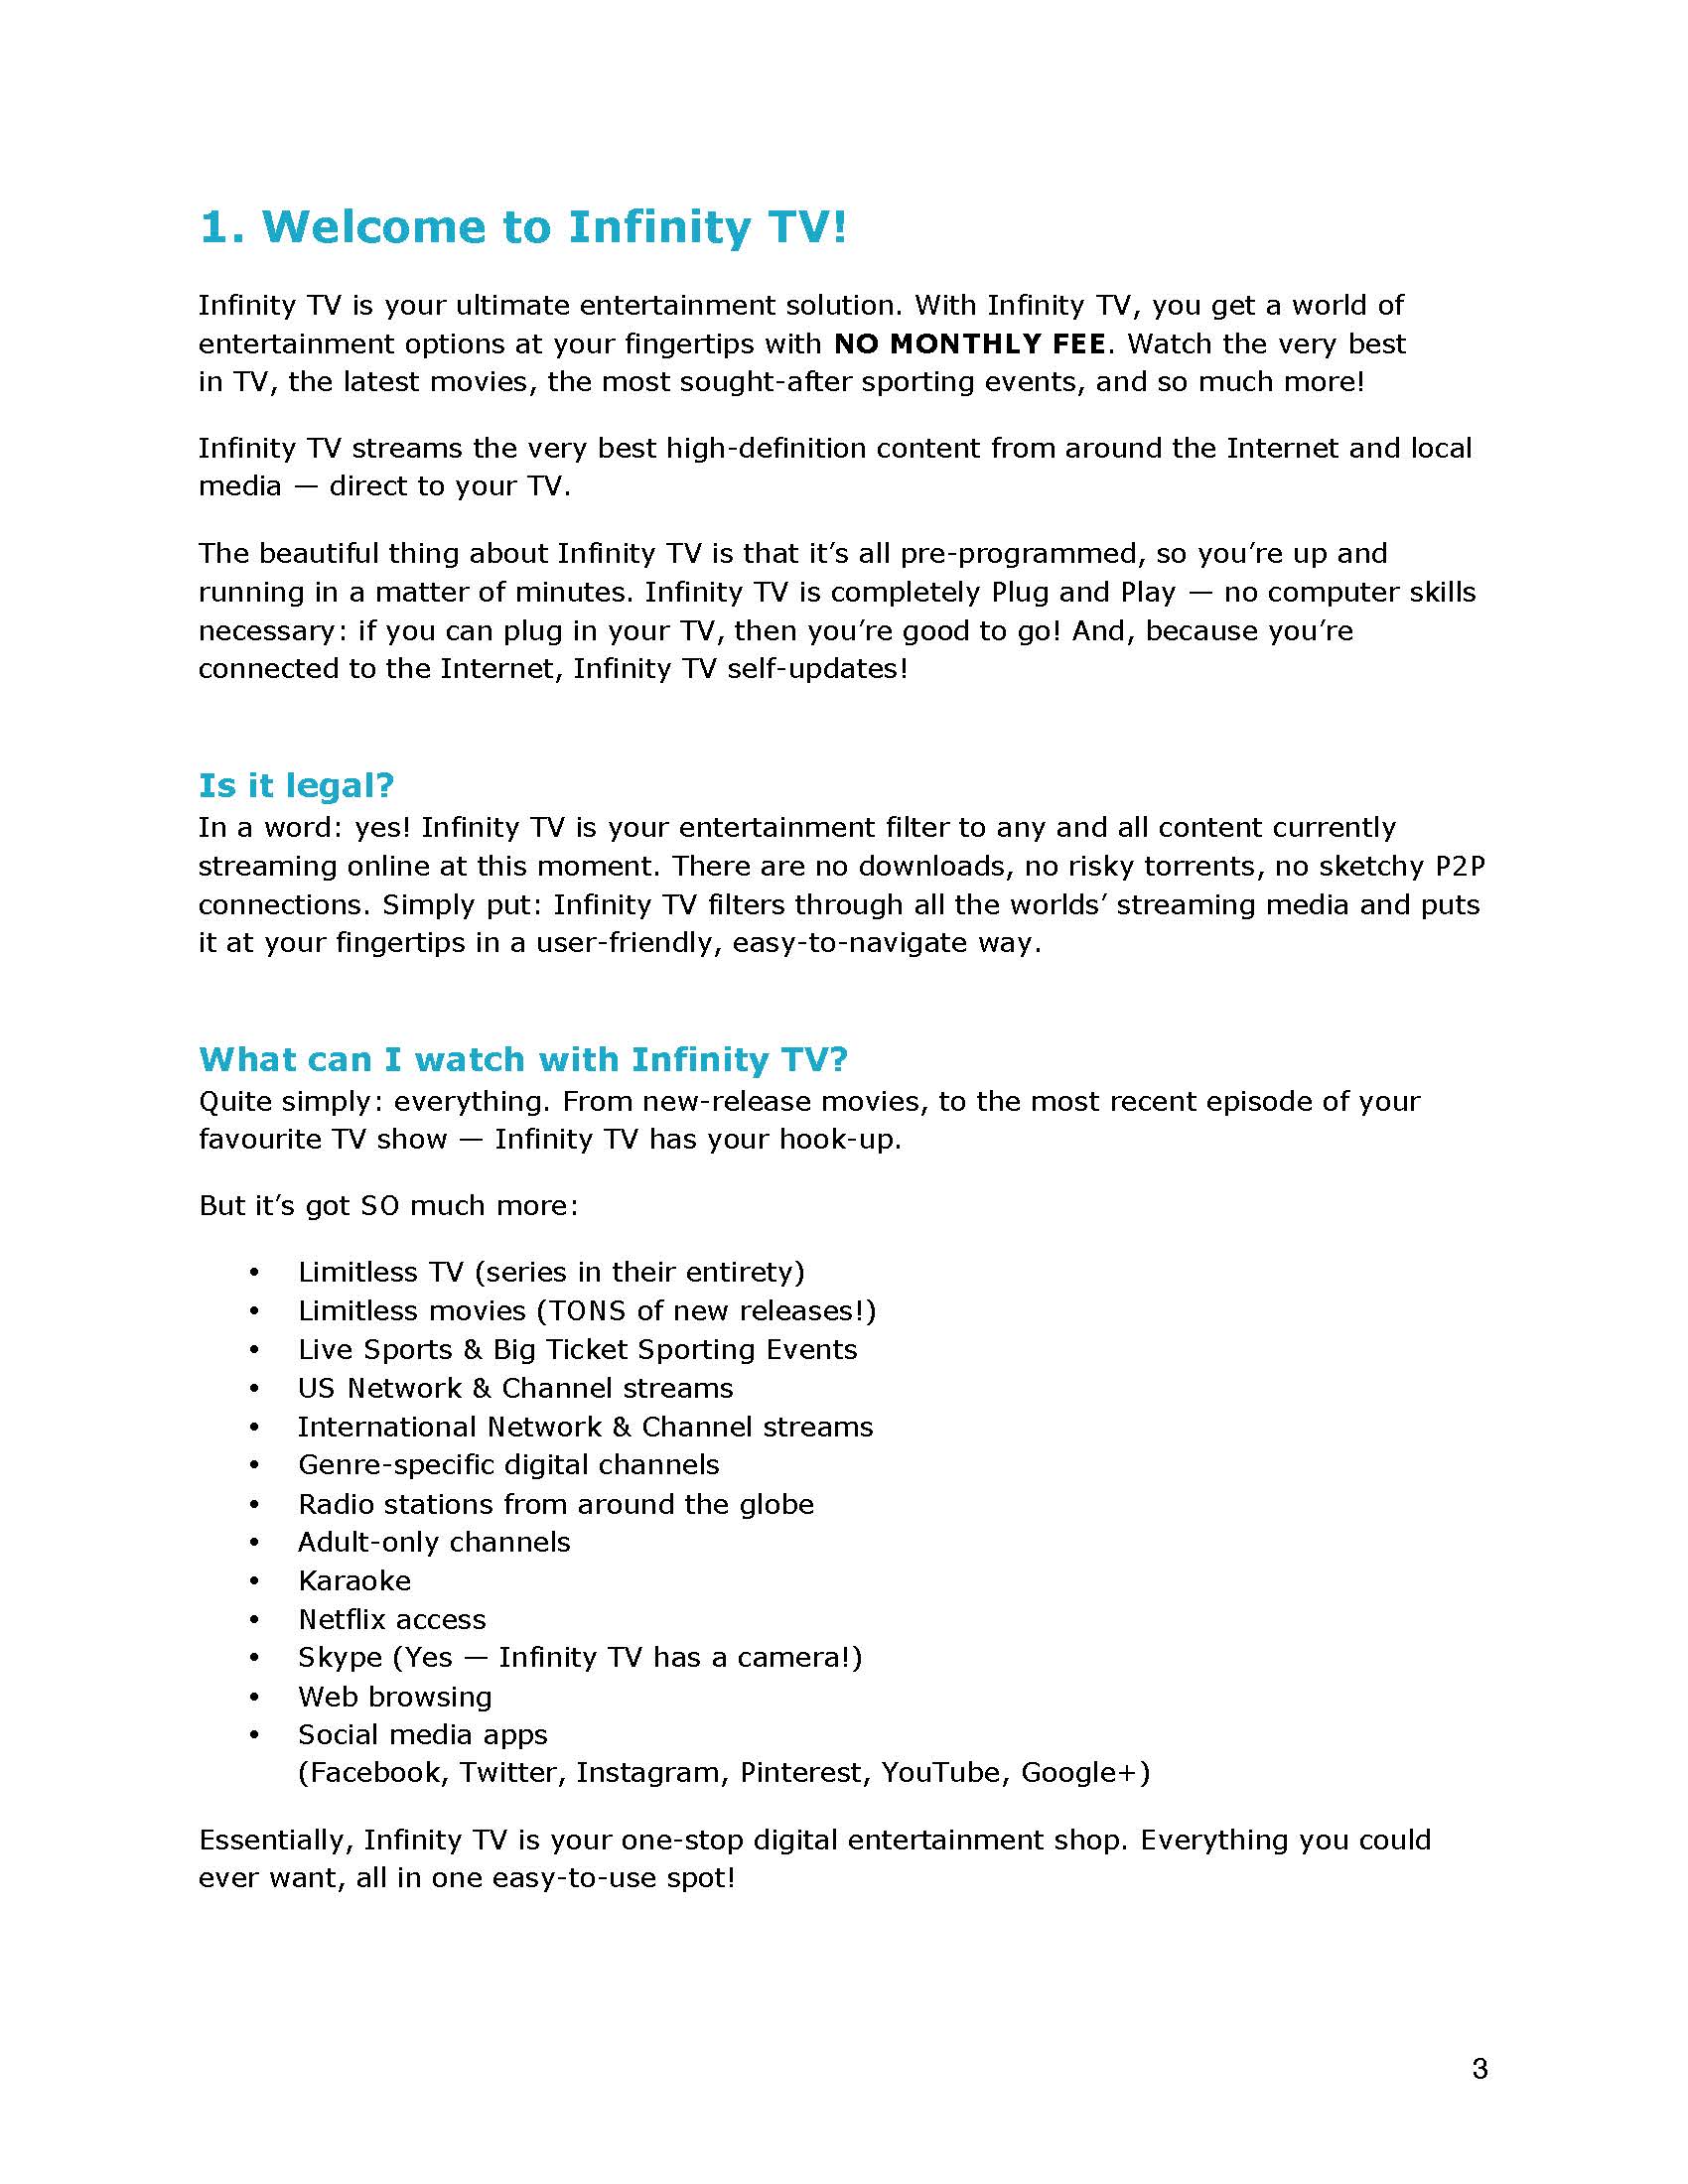 1. Welcome to Infinity TV!
Infinity TV is your ultimate entertainment solution. With Infinity TV, you get a world of
entertainment options at your fingertips with NO MONTHLY FEE. Watch the very best
in TV, the latest movies, the most sought-after sporting events, and so much more!
Infinity TV streams the very best high-definition content from around the Internet and local
media — direct to your TV.
The beautiful thing about Infinity TV is that it’s all pre-programmed, so you’re up and
running in a matter of minutes. Infinity TV is completely Plug and Play — no computer skills
necessary: if you can plug in your TV, then you’re good to go! And, because you’re
connected to the Internet, Infinity TV self-updates!
Is it legal?
In a word: yes! Infinity TV is your entertainment filter to any and all content currently
streaming online at this moment. There are no downloads, no risky torrents, no sketchy P2P
connections. Simply put: Infinity TV filters through all the worlds’ streaming media and puts
it at your fingertips in a user-friendly, easy-to-navigate way.
What can I watch with Infinity TV?
Quite simply: everything. From new-release movies, to the most recent episode of your
favourite TV show — Infinity TV has your hook-up.
But it’s got SO much more:
• Limitless TV (series in their entirety)
• Limitless movies (TONS of new releases!)
• Live Sports & Big Ticket Sporting Events
• US Network & Channel streams
• International Network & Channel streams
• Genre-specific digital channels
• Radio stations from around the globe
• Adult-only channels
• Karaoke
• Netflix access
• Skype (Yes — Infinity TV has a camera!)
• Web browsing
• Social media apps
(Facebook, Twitter, Instagram, Pinterest, YouTube, Google+)
Essentially, Infinity TV is your one-stop digital entertainment shop. Everything you could
ever want, all in one easy-to-use spot!
3